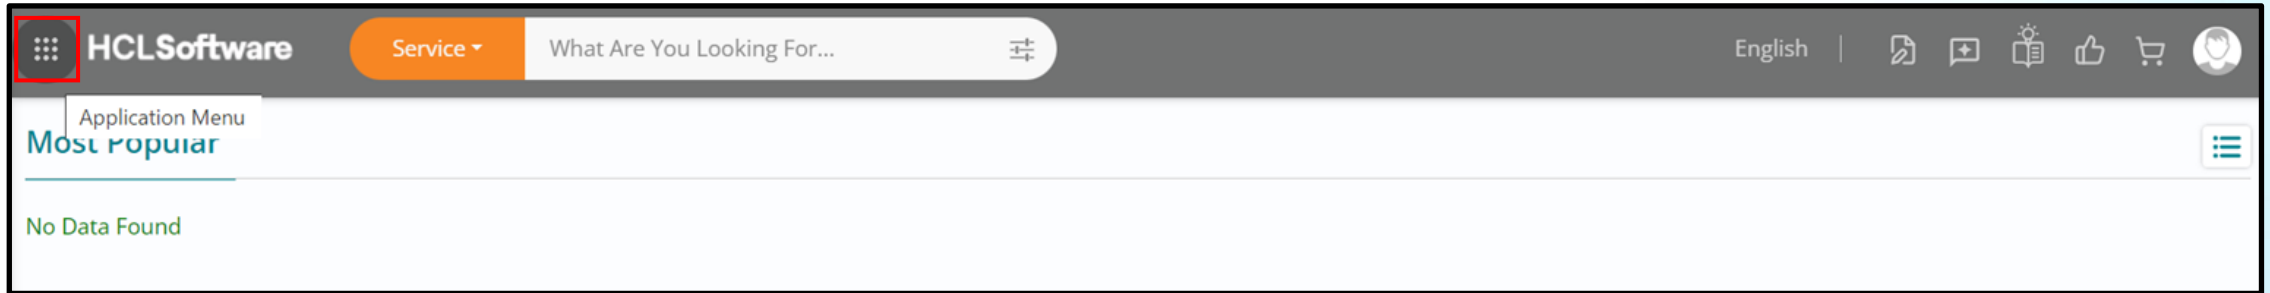 HCLSoftware
Service
What Are You Looking For...
English
Application Menu
Most Popular
No Data Found